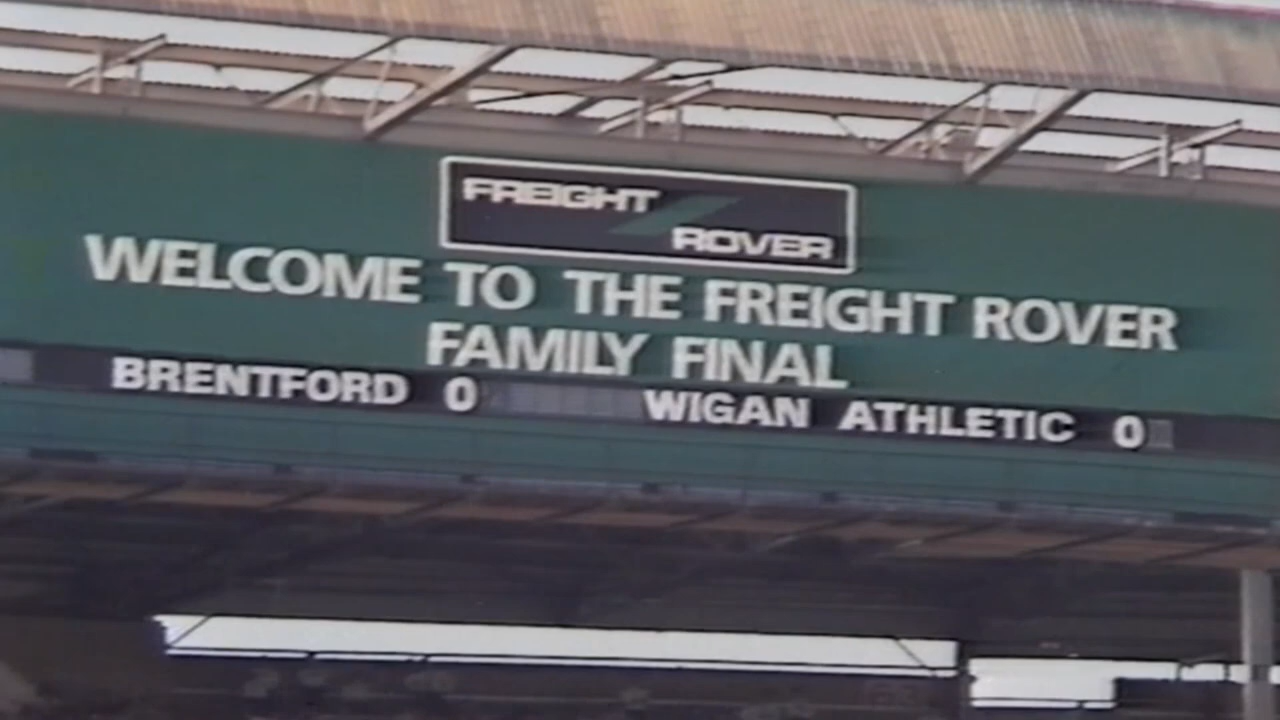 FREIGHT
ROVER
WELCOME TO THE FREIGHT ROVER
FAMILY FINAL
BRENTFORD 0 WIGAN ATHLETIC 0